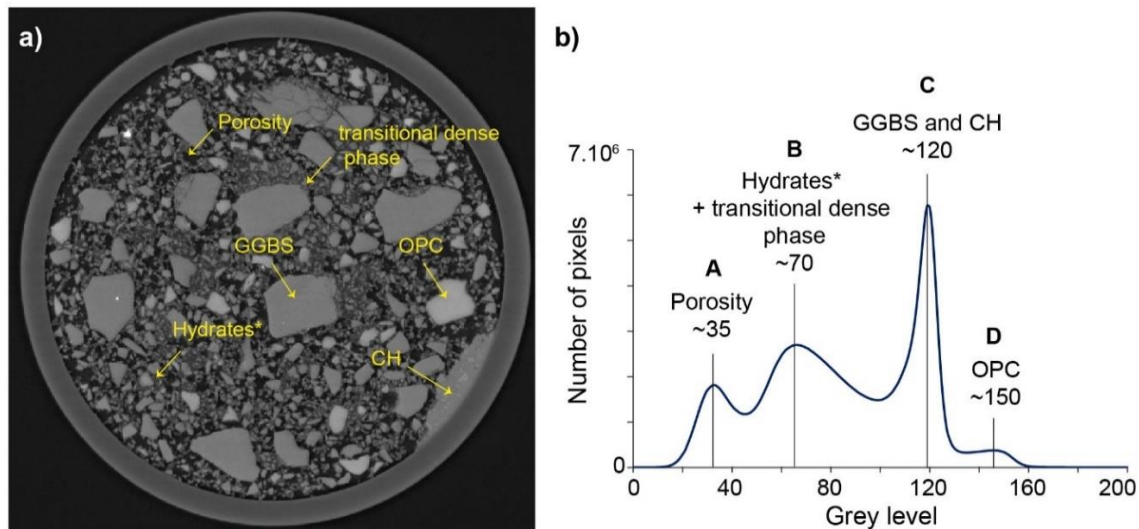 a)
Porosity
transitional dense
phase
GGBS
OPC
Hydrates*
CH
b)
C
GGBS and CH
~120
7.10⁶
B
Hydrates*
+ transitional dense
phase
~70
A
Porosity
~35
D
OPC
~150
Number of pixels
0
0 40 80 120 160 200
Grey level